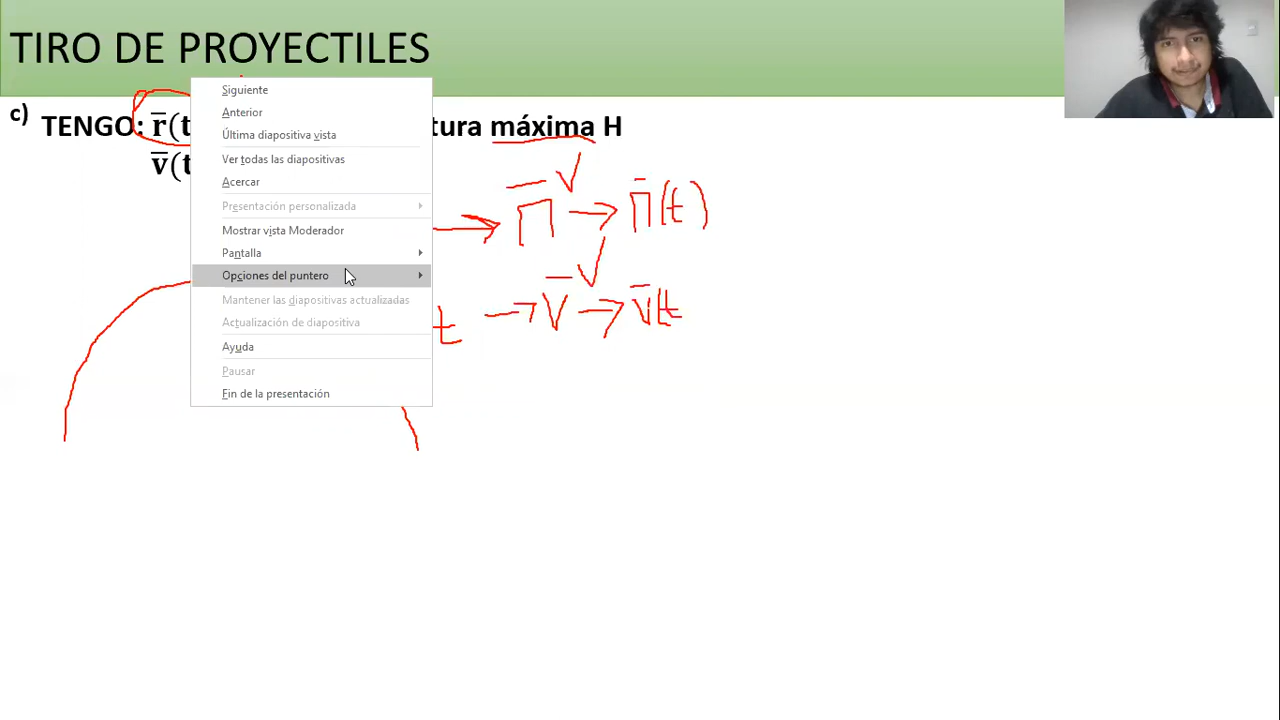 TIRO DE PROYECTILES
c) TENGO: r̅(t tura máxima H
v̅(t
Siguiente
Anterior
Última diapositiva vista
Ver todas las diapositivas
Acercar
Presentación personalizada
Mostrar vista Moderador
Pantalla
Opciones del puntero
Mantener las diapositivas actualizadas
Actualización de diapositiva
Ayuda
Pausar
Fin de la presentación
→ r̅ → r̅(t)
t → v̅ → v̅(t